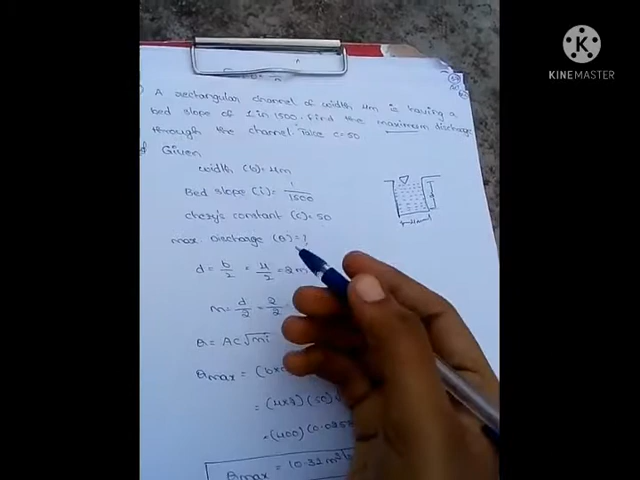 KINEMASTER
A rectangular channel of width 4m is having a
bed slope of 1 in 1500. Find the maximum discharge
through the channel. Take c=50
Given
width (b) = 4m
Bed slope (i) = 1/1500
chezy's constant (c) = 50
max. Discharge (Q) = ?
d = b/2 = 4/2 = 2m
m = d/2 = 2/2
Q = AC√mi
Qmax = (b×
= (4×2) (50)
= (400) (0.025
Qmax = 10.32 m³/s